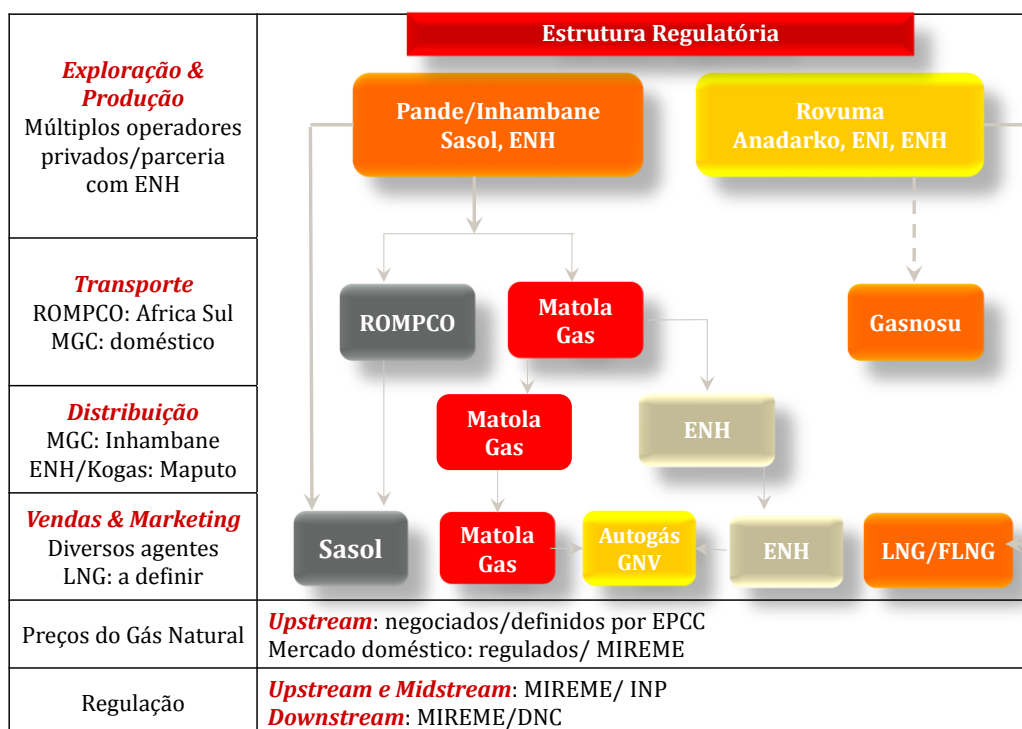 Estrutura Regulatória
Exploração &
Produção
Múltiplos operadores
privados/parceria
com ENH
Pande/Inhambane
Sasol, ENH
Rovuma
Anadarko, ENI, ENH
Transporte
ROMPCO: Africa Sul
MGC: doméstico
ROMPCO
Matola
Gas
Gasnosu
Distribuição
MGC: Inhambane
ENH/Kogas: Maputo
Matola
Gas
ENH
Vendas & Marketing
Diversos agentes
LNG: a definir
Sasol
Matola
Gas
Autogás
GNV
ENH
LNG/FLNG
Preços do Gás Natural
Upstream: negociados/definidos por EPCC
Mercado doméstico: regulados/ MIREME
Regulação
Upstream e Midstream: MIREME/ INP
Downstream: MIREME/DNC